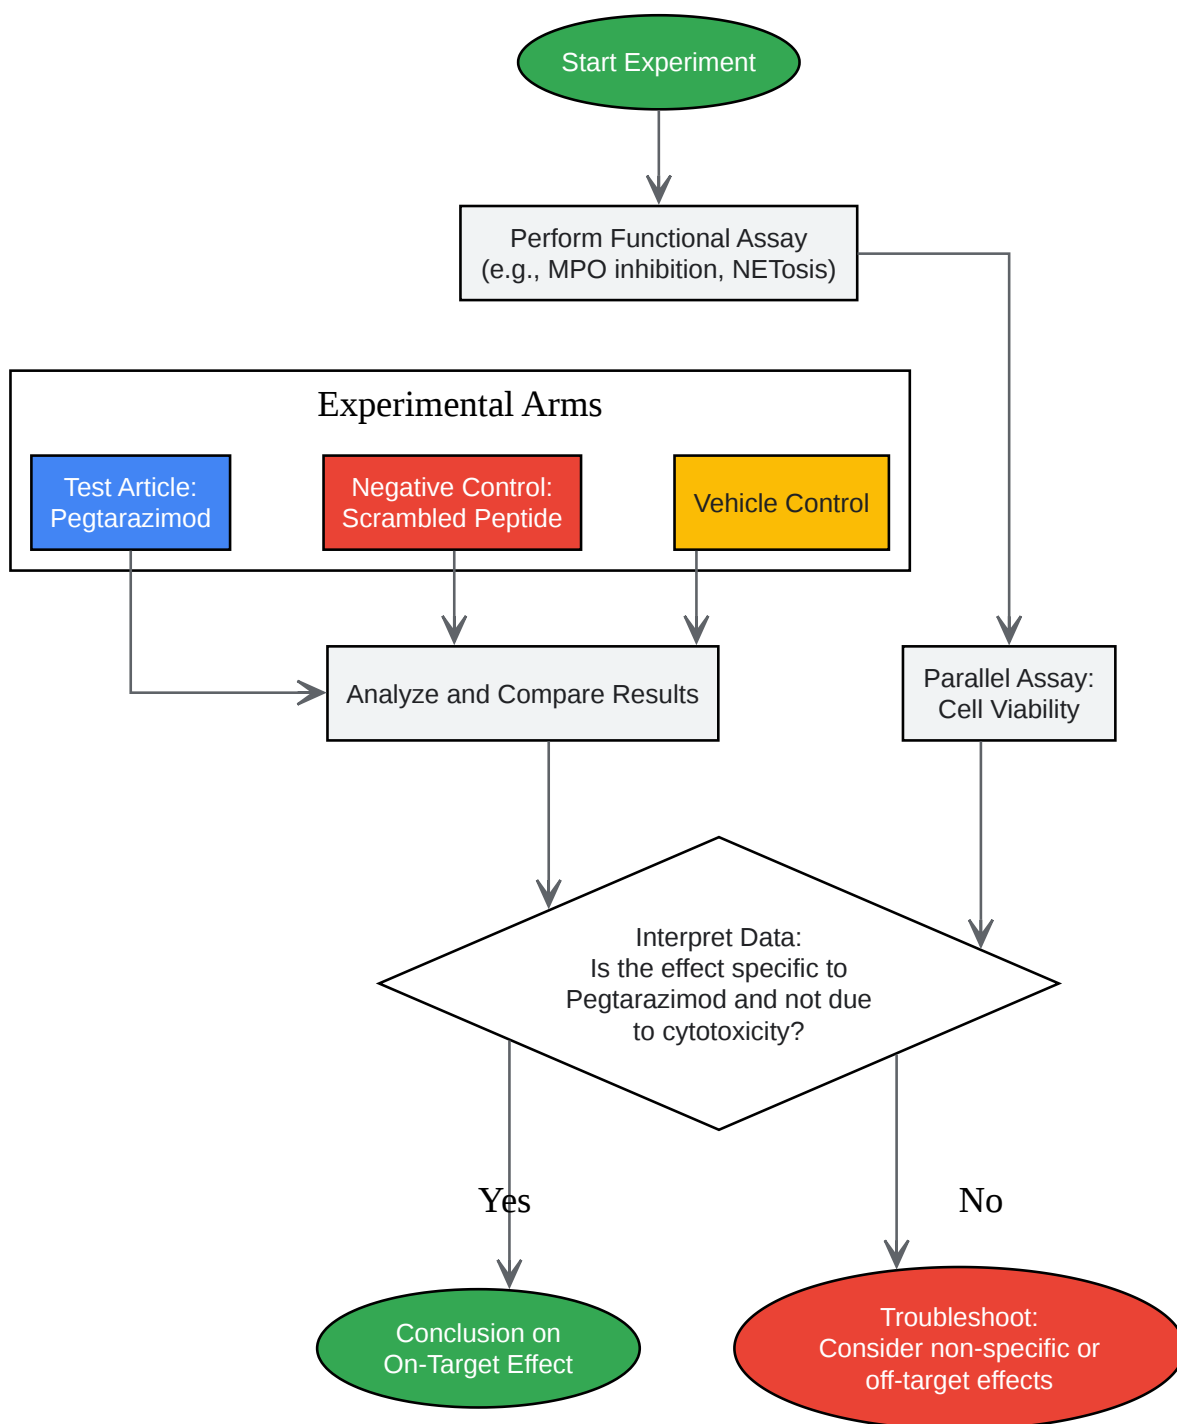 Start Experiment
Perform Functional Assay
(e.g., MPO inhibition, NETosis)
Experimental Arms
Test Article:
Pegtarazimod
Negative Control:
Scrambled Peptide
Vehicle Control
Analyze and Compare Results
Parallel Assay:
Cell Viability
Interpret Data:
Is the effect specific to
Pegtarazimod and not due
to cytotoxicity?
Yes
No
Conclusion on
On-Target Effect
Troubleshoot:
Consider non-specific or
off-target effects